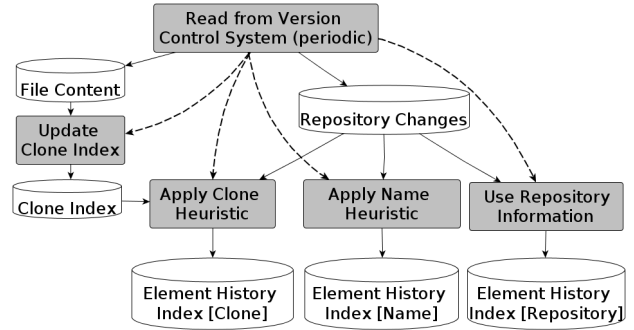 Read from Version
Control System (periodic)
File Content
Repository Changes
Update
Clone Index
Clone Index
Apply Clone
Heuristic
Apply Name
Heuristic
Use Repository
Information
Element History
Index [Clone]
Element History
Index [Name]
Element History
Index [Repository]